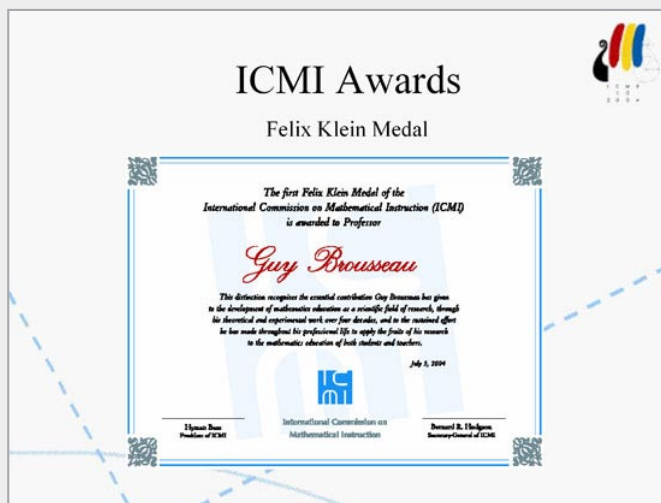 ICMI Awards
Felix Klein Medal
The first Felix Klein Medal of the
International Commission on Mathematical Instruction (ICMI)
is awarded to Professor
Guy Brousseau
This distinction recognises the essential contribution Guy Brousseau has given
to the development of mathematics education as a scientific field of research, through
his theoretical and experimental work over four decades, and to the sustained effort
he has made throughout his professional life to apply the fruits of his research
to the mathematics education of both students and teachers.
July 5, 2004
International Commission on
Mathematical Instruction
Hyman Bass
President of ICMI
Bernard R. Hodgson
Secretary-General of ICMI